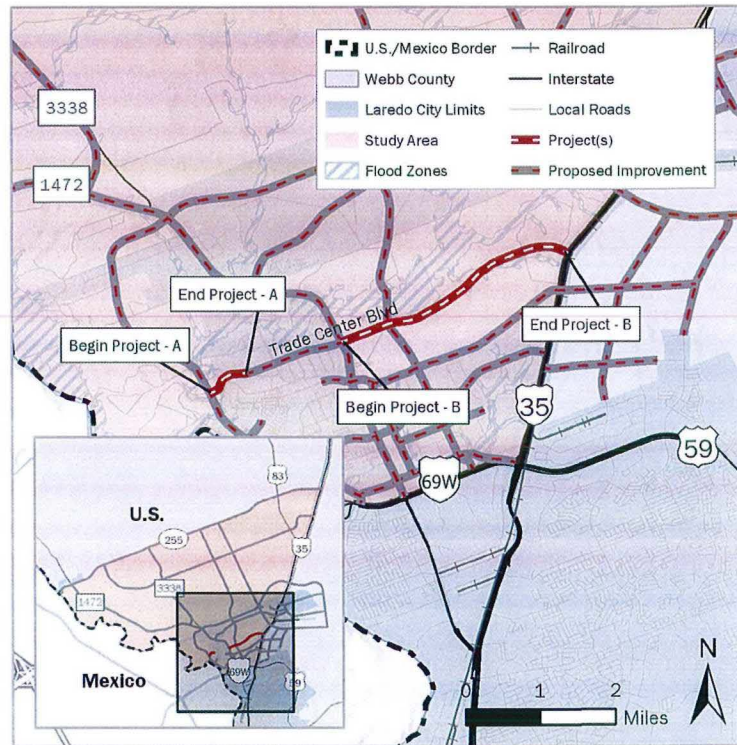 U.S./Mexico Border
Webb County
Laredo City Limits
Study Area
Flood Zones
Railroad
Interstate
Local Roads
Project(s)
Proposed Improvement
3338
1472
End Project - A
Begin Project - A
Trade Center Blvd
End Project - B
Begin Project - B
35
59
69W
83
U.S.
255
35
3338
1472
69W
Mexico
59
N
0 1 2
Miles